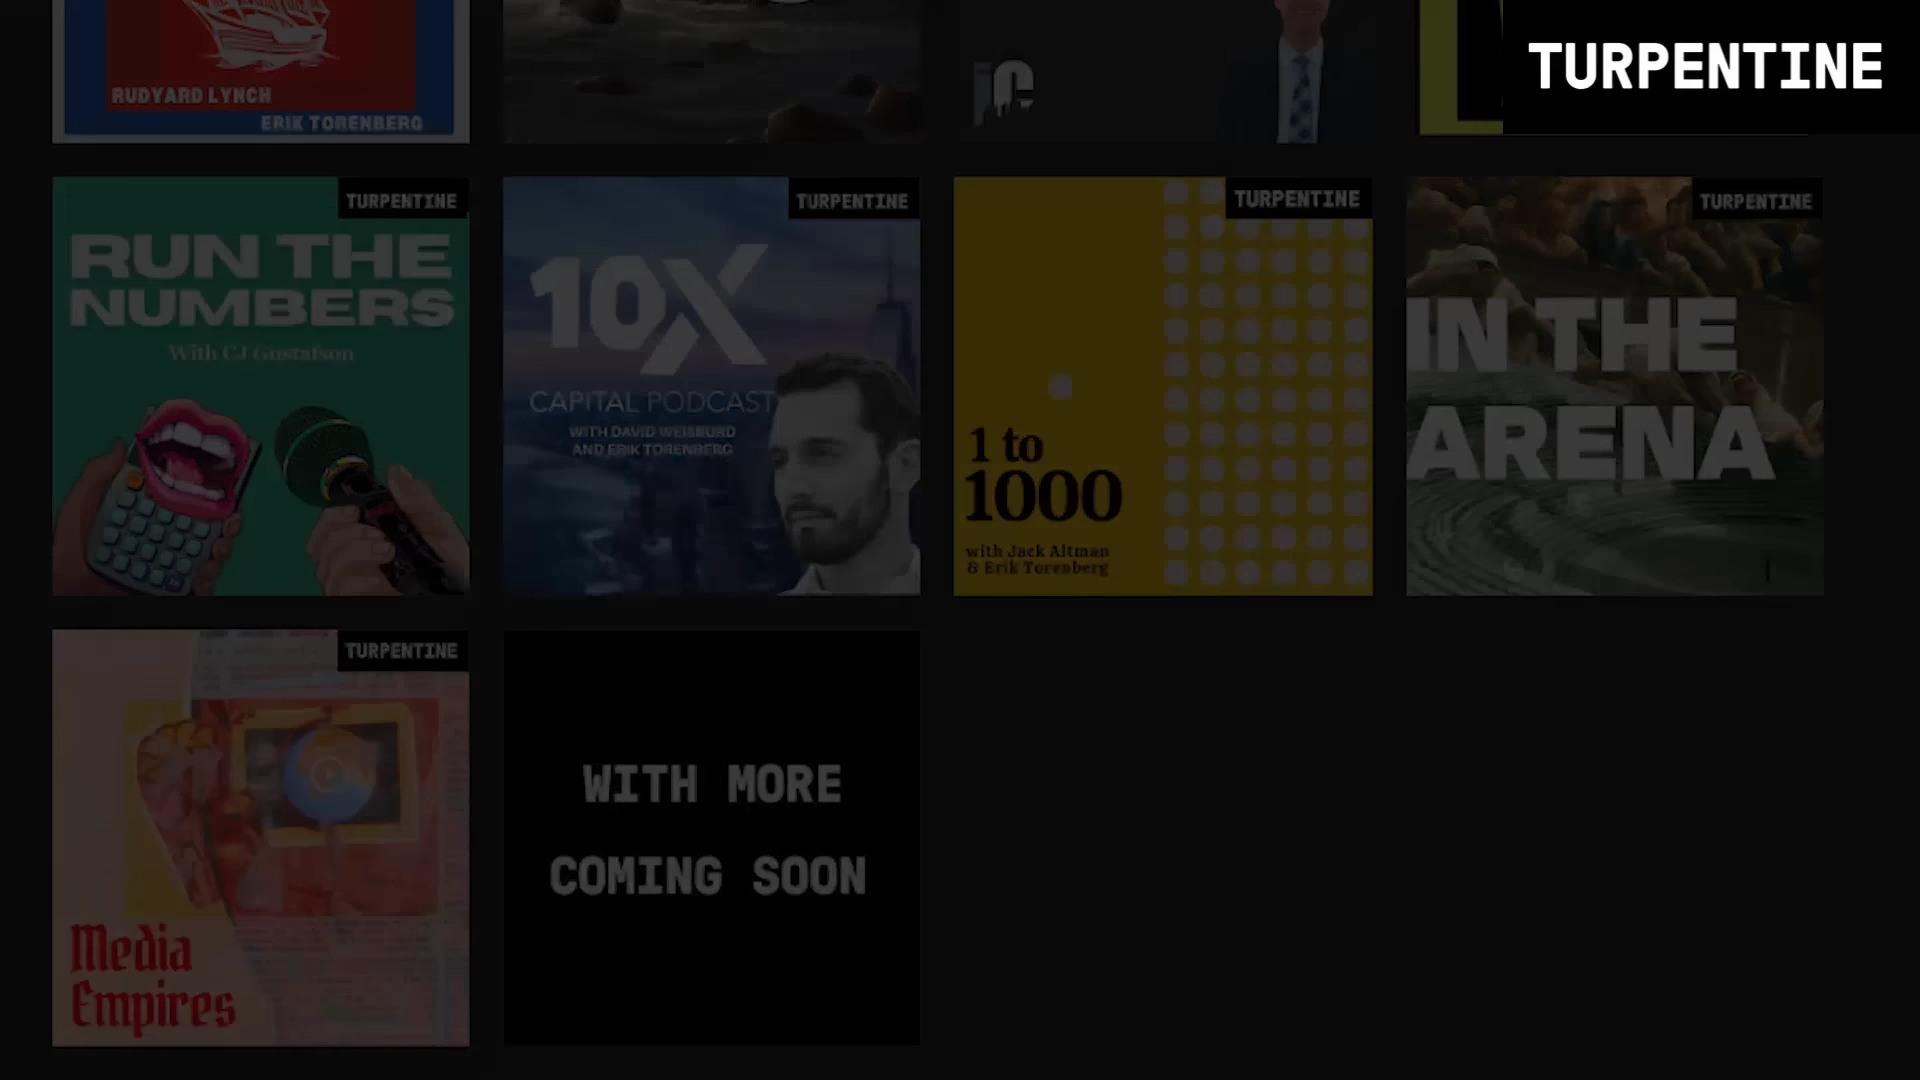 TURPENTINE
RUDYARD LYNCH
ERIK TORENBERG
TURPENTINE
RUN THE
NUMBERS
With CJ Gustafson
TURPENTINE
10X
CAPITAL PODCAST
WITH DAVID WEISBURD
AND ERIK TORENBERG
TURPENTINE
1 to
1000
with Jack Altman
& Erik Torenberg
TURPENTINE
IN THE
ARENA
TURPENTINE
Media
Empires
WITH MORE
COMING SOON